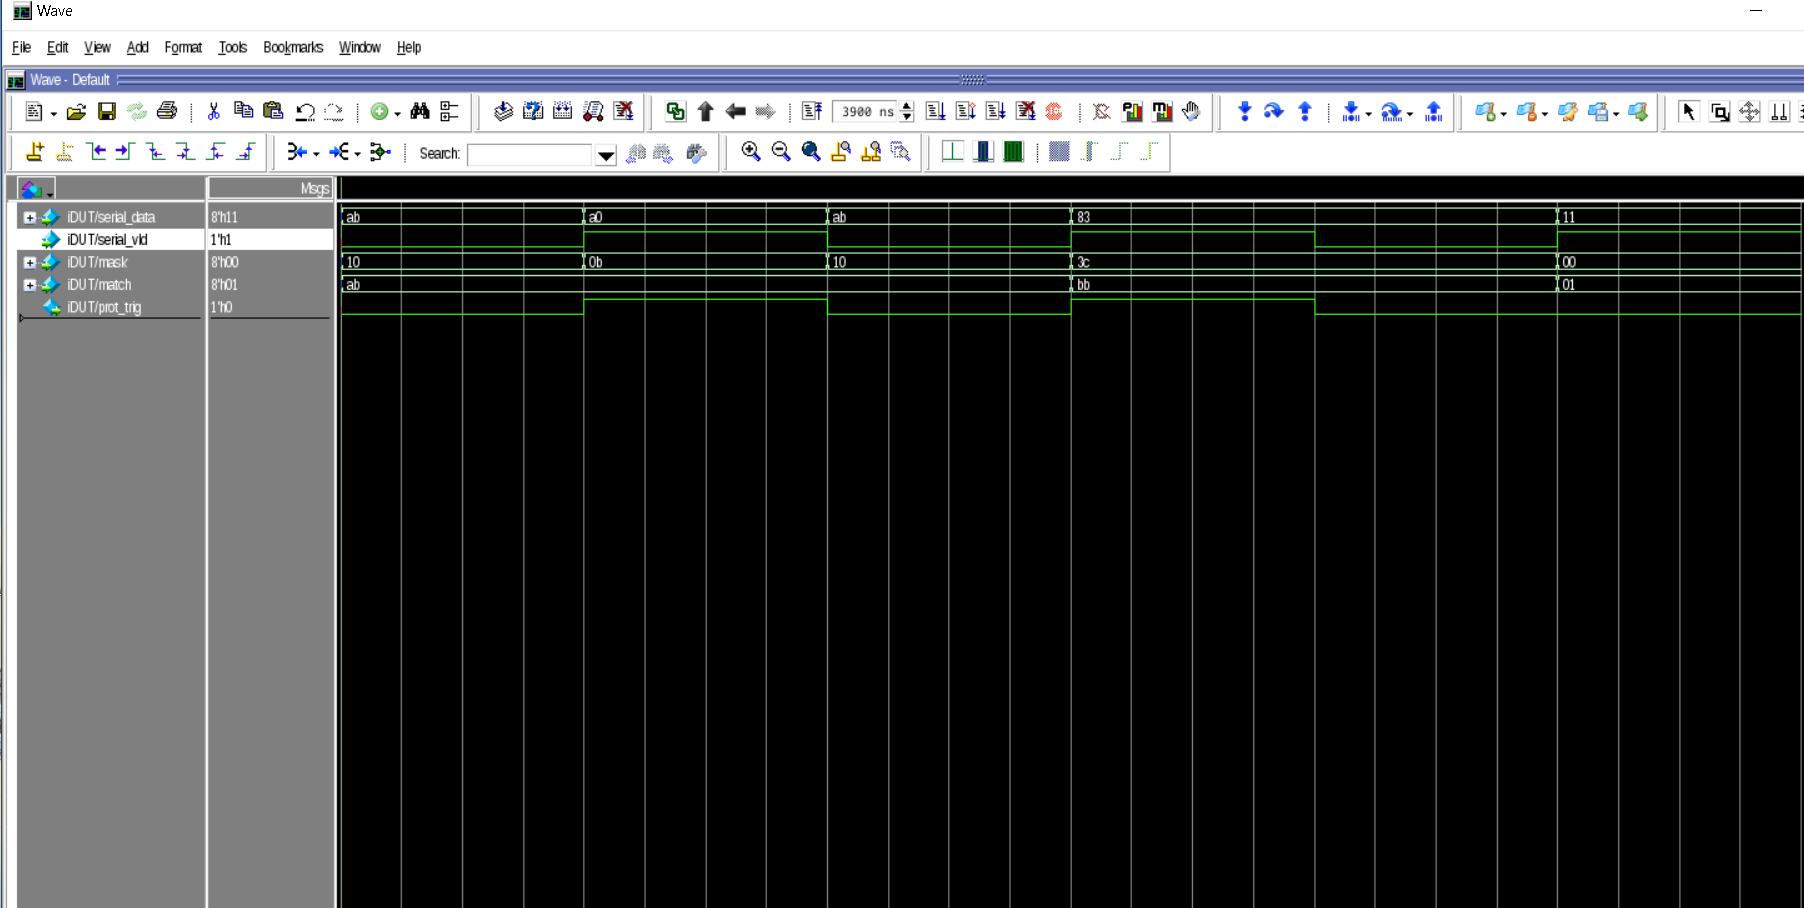 Wave
File Edit View Add Format Tools Bookmarks Window Help
Wave - Default
3900 ns
Search:
Msgs
iDUT/serial_data 8'h11 ab a0 ab 83 11
iDUT/serial_vld 1'h1
iDUT/mask 8'h00 10 0b 10 3c 00
iDUT/match 8'h01 ab bb 01
iDUT/prot_trig 1'h0